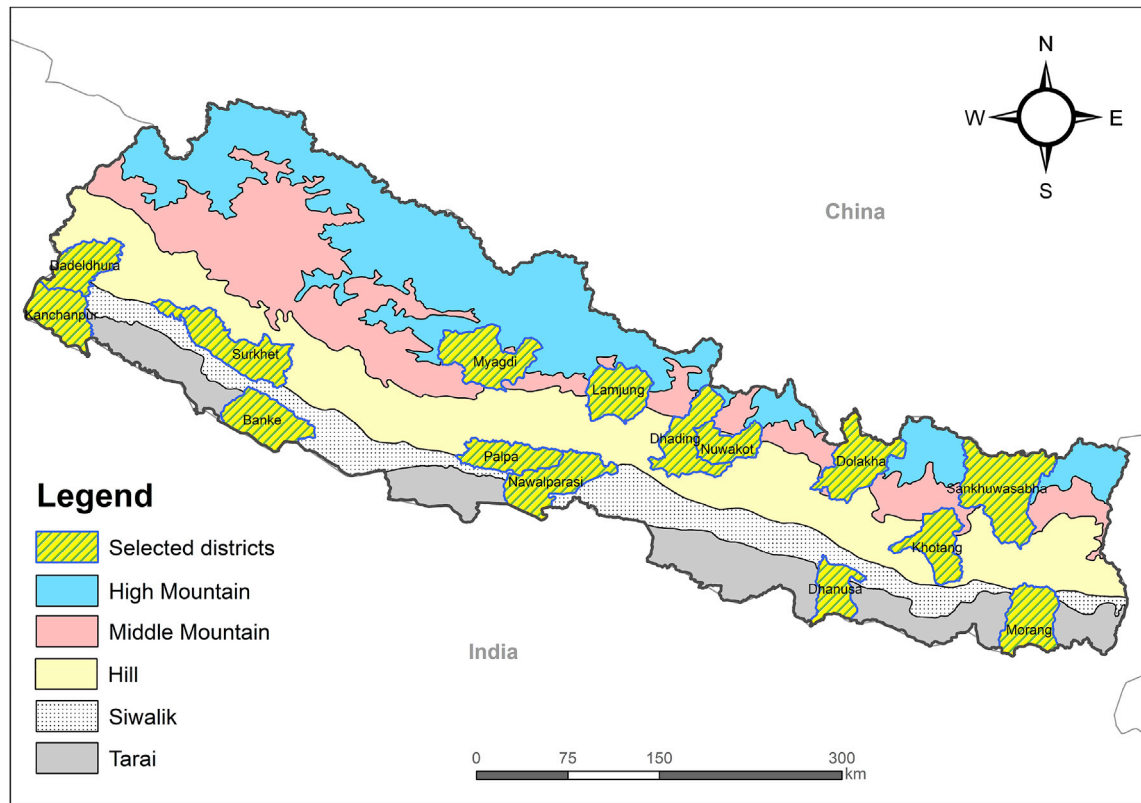 N
W E
S
China
Dadeldhura
Kanchanpur
Surkhet
Myagdi
Lamjung
Banke
Dhading
Nuwakot
Palpa
Dolakha
Nawalparasi
Sankhuwasabha
Khotang
Dhanusa
Morang
India
Legend
Selected districts
High Mountain
Middle Mountain
Hill
Siwalik
Tarai
0 75 150 300
km